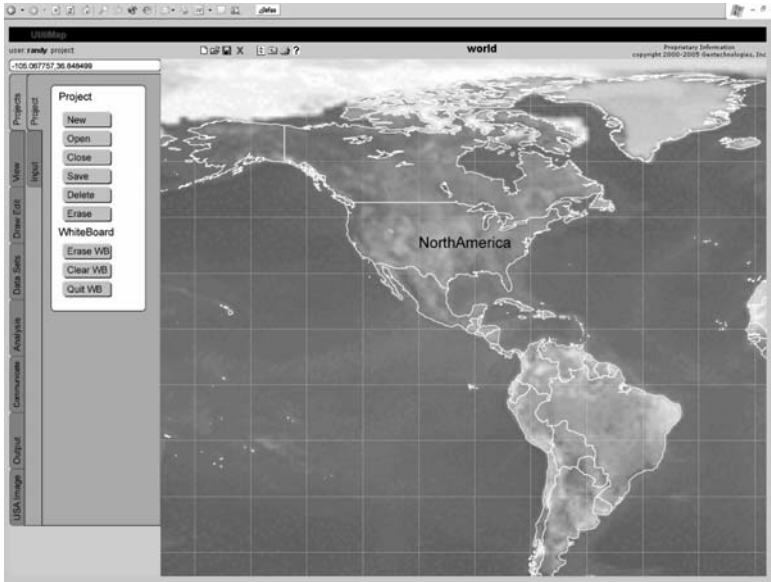 UtiliMap
user randy project
world
Proprietary Information
copyright 2000-2005 Geotechnologies, Inc
-105.067757,36.848499
Projects
View
Draw Edit
Data Sets
Analysis
Communicate
Output
USA Image
Project
Input
Project
New
Open
Close
Save
Delete
Erase
WhiteBoard
Erase WB
Clear WB
Quit WB
NorthAmerica